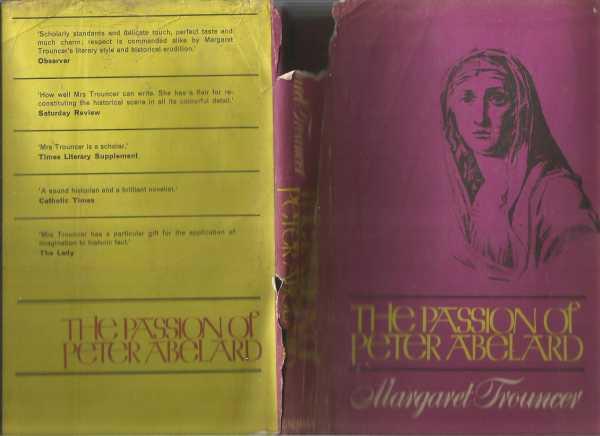 'Scholarly standards and delicate touch, perfect taste and
much charm; respect is commanded alike by Margaret
Trouncer's literary style and historical erudition.'
Observer
'How well Mrs Trouncer can write. She has a flair for re-
constituting the historical scene in all its colourful detail.'
Saturday Review
'Mrs Trouncer is a scholar.'
Times Literary Supplement
'A sound historian and a brilliant novelist.'
Catholic Times
'Mrs Trouncer has a particular gift for the application of
imagination to historic fact.'
The Lady
THE PASSION OF
PETER ABELARD
Trouncer
PETER
THE PASSION OF
PETER ABELARD
Margaret Trouncer